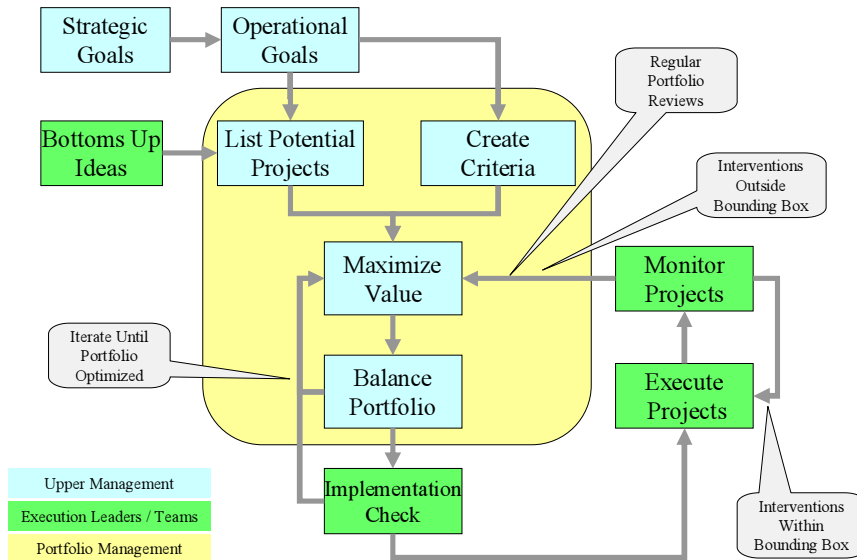 Strategic
Goals
Operational
Goals
Regular
Portfolio
Reviews
Bottoms Up
Ideas
List Potential
Projects
Create
Criteria
Interventions
Outside
Bounding Box
Maximize
Value
Monitor
Projects
Iterate Until
Portfolio
Optimized
Balance
Portfolio
Execute
Projects
Upper Management
Execution Leaders / Teams
Portfolio Management
Implementation
Check
Interventions
Within
Bounding Box